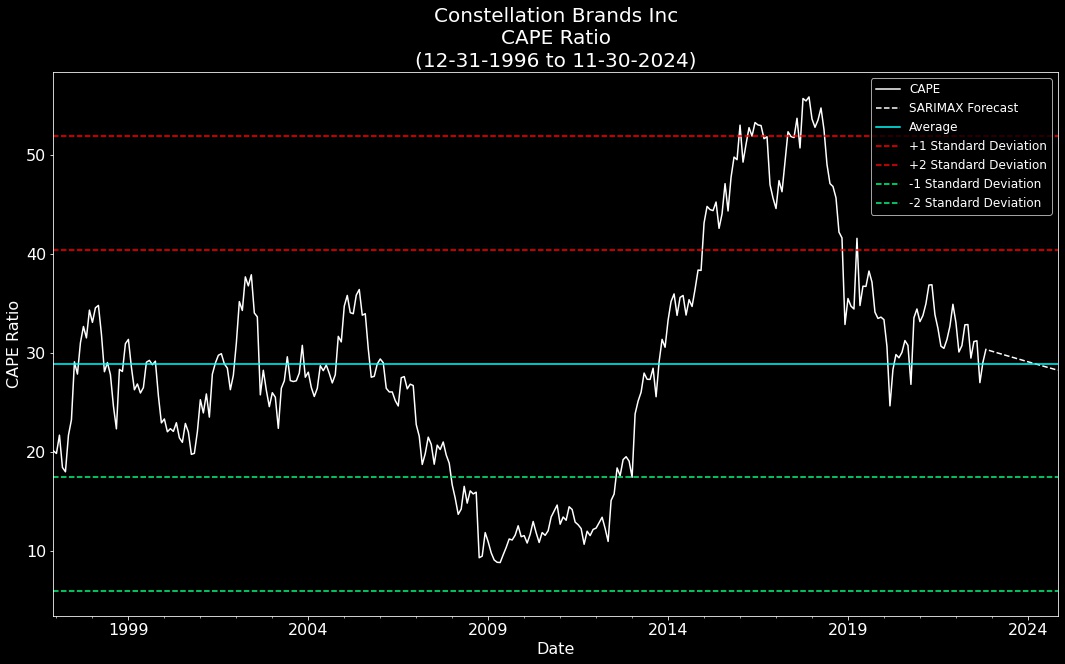 Constellation Brands Inc
CAPE Ratio
(12-31-1996 to 11-30-2024)
CAPE
SARIMAX Forecast
Average
+1 Standard Deviation
+2 Standard Deviation
-1 Standard Deviation
-2 Standard Deviation
CAPE Ratio
50
40
30
20
10
1999 2004 2009 2014 2019 2024
Date